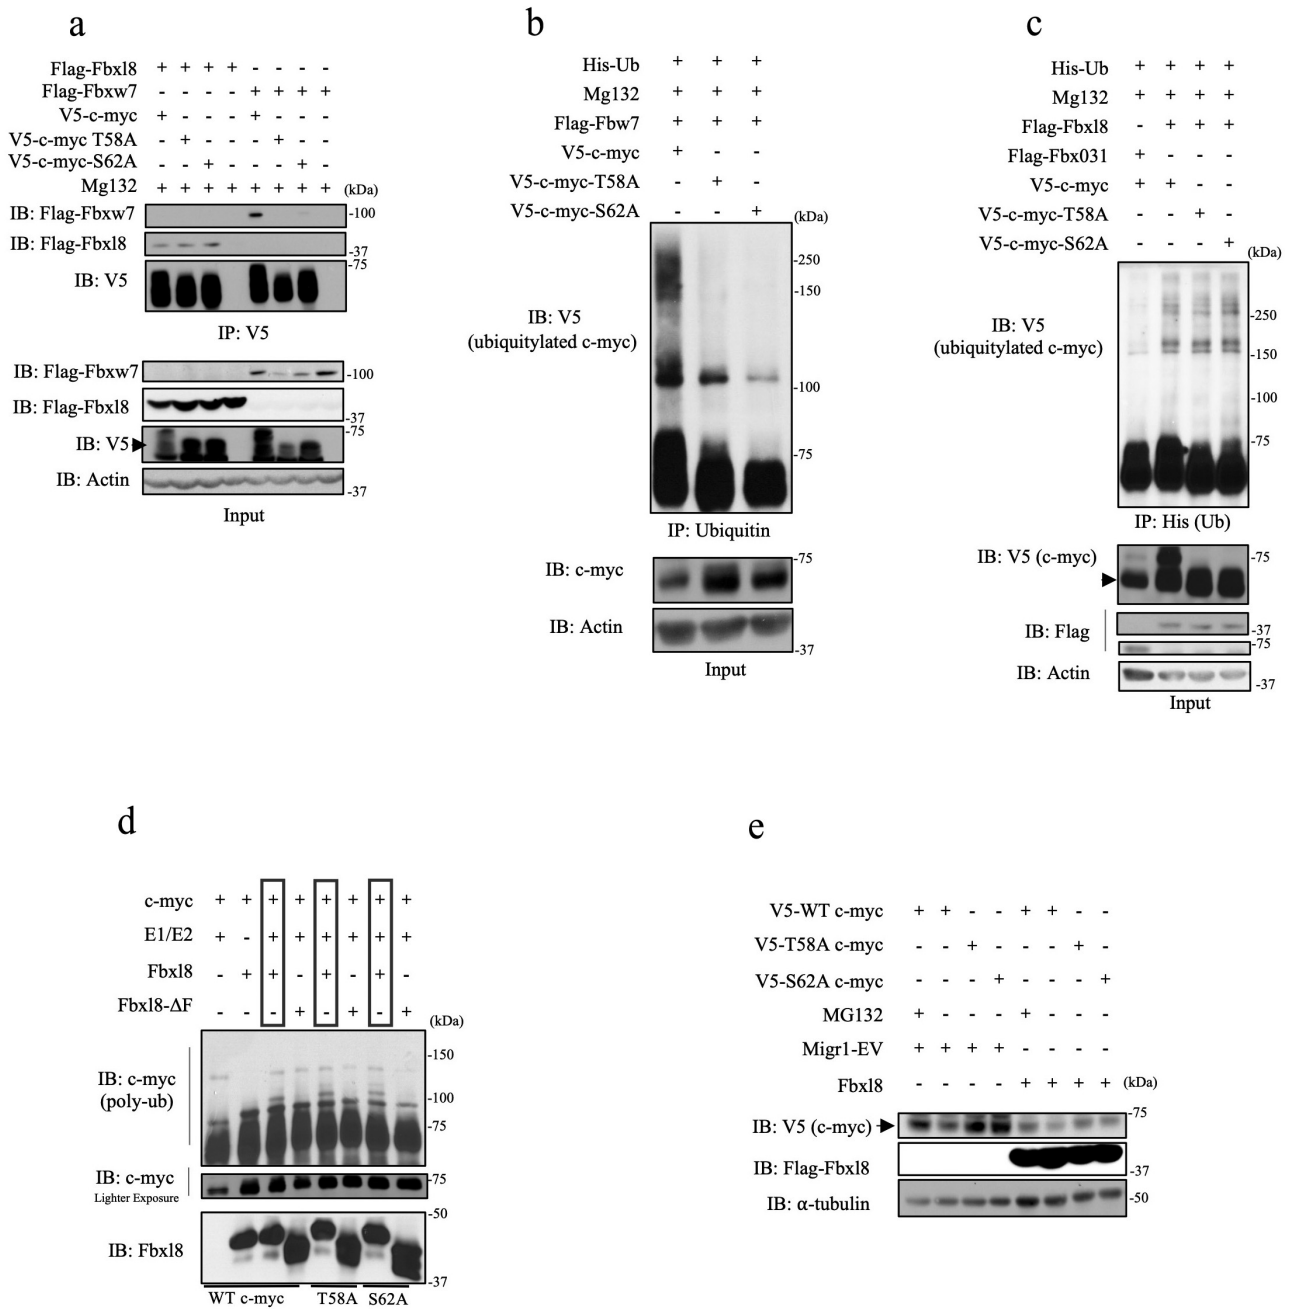 a
Flag-Fbxl8 + + + + - - - -
Flag-Fbxw7 - - - - + + + +
V5-c-myc + - - - + - - -
V5-c-myc T58A - + - - - + - -
V5-c-myc-S62A - - + - - - + -
Mg132 + + + + + + + + (kDa)
IB: Flag-Fbxw7 -100
IB: Flag-Fbxl8 -37
IB: V5 -75
IP: V5
IB: Flag-Fbxw7 -100
IB: Flag-Fbxl8 -37
IB: V5 -75
IB: Actin -37
Input
b
His-Ub + + +
Mg132 + + +
Flag-Fbw7 + + +
V5-c-myc + - -
V5-c-myc-T58A - + -
V5-c-myc-S62A - - + (kDa)
-250
-150
IB: V5
(ubiquitylated c-myc)
-100
-75
IP: Ubiquitin
IB: c-myc -75
IB: Actin -37
Input
c
His-Ub + + + +
Mg132 + + + +
Flag-Fbxl8 - + + +
Flag-Fbx031 + - - -
V5-c-myc + + - -
V5-c-myc-T58A - - + -
V5-c-myc-S62A - - - + (kDa)
IB: V5 -250
(ubiquitylated c-myc) -150
-100
-75
IP: His (Ub)
IB: V5 (c-myc) -75
IB: Flag -37
-75
IB: Actin -37
Input
d
c-myc + + + + + + + +
E1/E2 + - + + + + + +
Fbxl8 - + + - + - + -
Fbxl8-ΔF - - - + - + - +
(kDa)
-150
IB: c-myc
(poly-ub) -100
-75
IB: c-myc -75
Lighter Exposure
-50
IB: Fbxl8
-37
WT c-myc T58A S62A
e
V5-WT c-myc + + - - + + - -
V5-T58A c-myc - - + - - - + -
V5-S62A c-myc - - - + - - - +
MG132 + - - - + - - -
Migr1-EV + + + + - - - -
Fbxl8 - - - - + + + + (kDa)
IB: V5 (c-myc) -75
IB: Flag-Fbxl8 -37
IB: α-tubulin -50